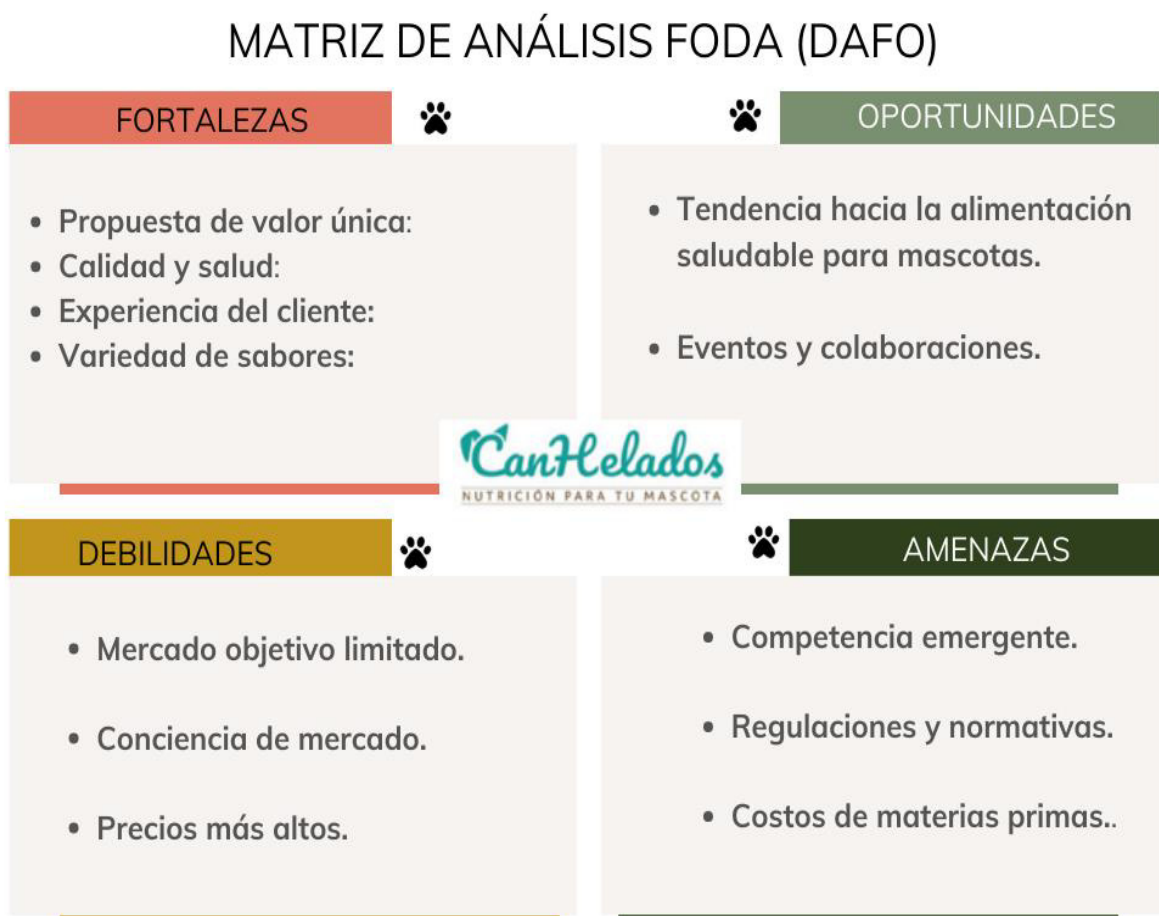 MATRIZ DE ANÁLISIS FODA (DAFO)
FORTALEZAS
• Propuesta de valor única:
• Calidad y salud:
• Experiencia del cliente:
• Variedad de sabores:
OPORTUNIDADES
• Tendencia hacia la alimentación
saludable para mascotas.
• Eventos y colaboraciones.
CanHelados
NUTRICIÓN PARA TU MASCOTA
DEBILIDADES
• Mercado objetivo limitado.
• Conciencia de mercado.
• Precios más altos.
AMENAZAS
• Competencia emergente.
• Regulaciones y normativas.
• Costos de materias primas..